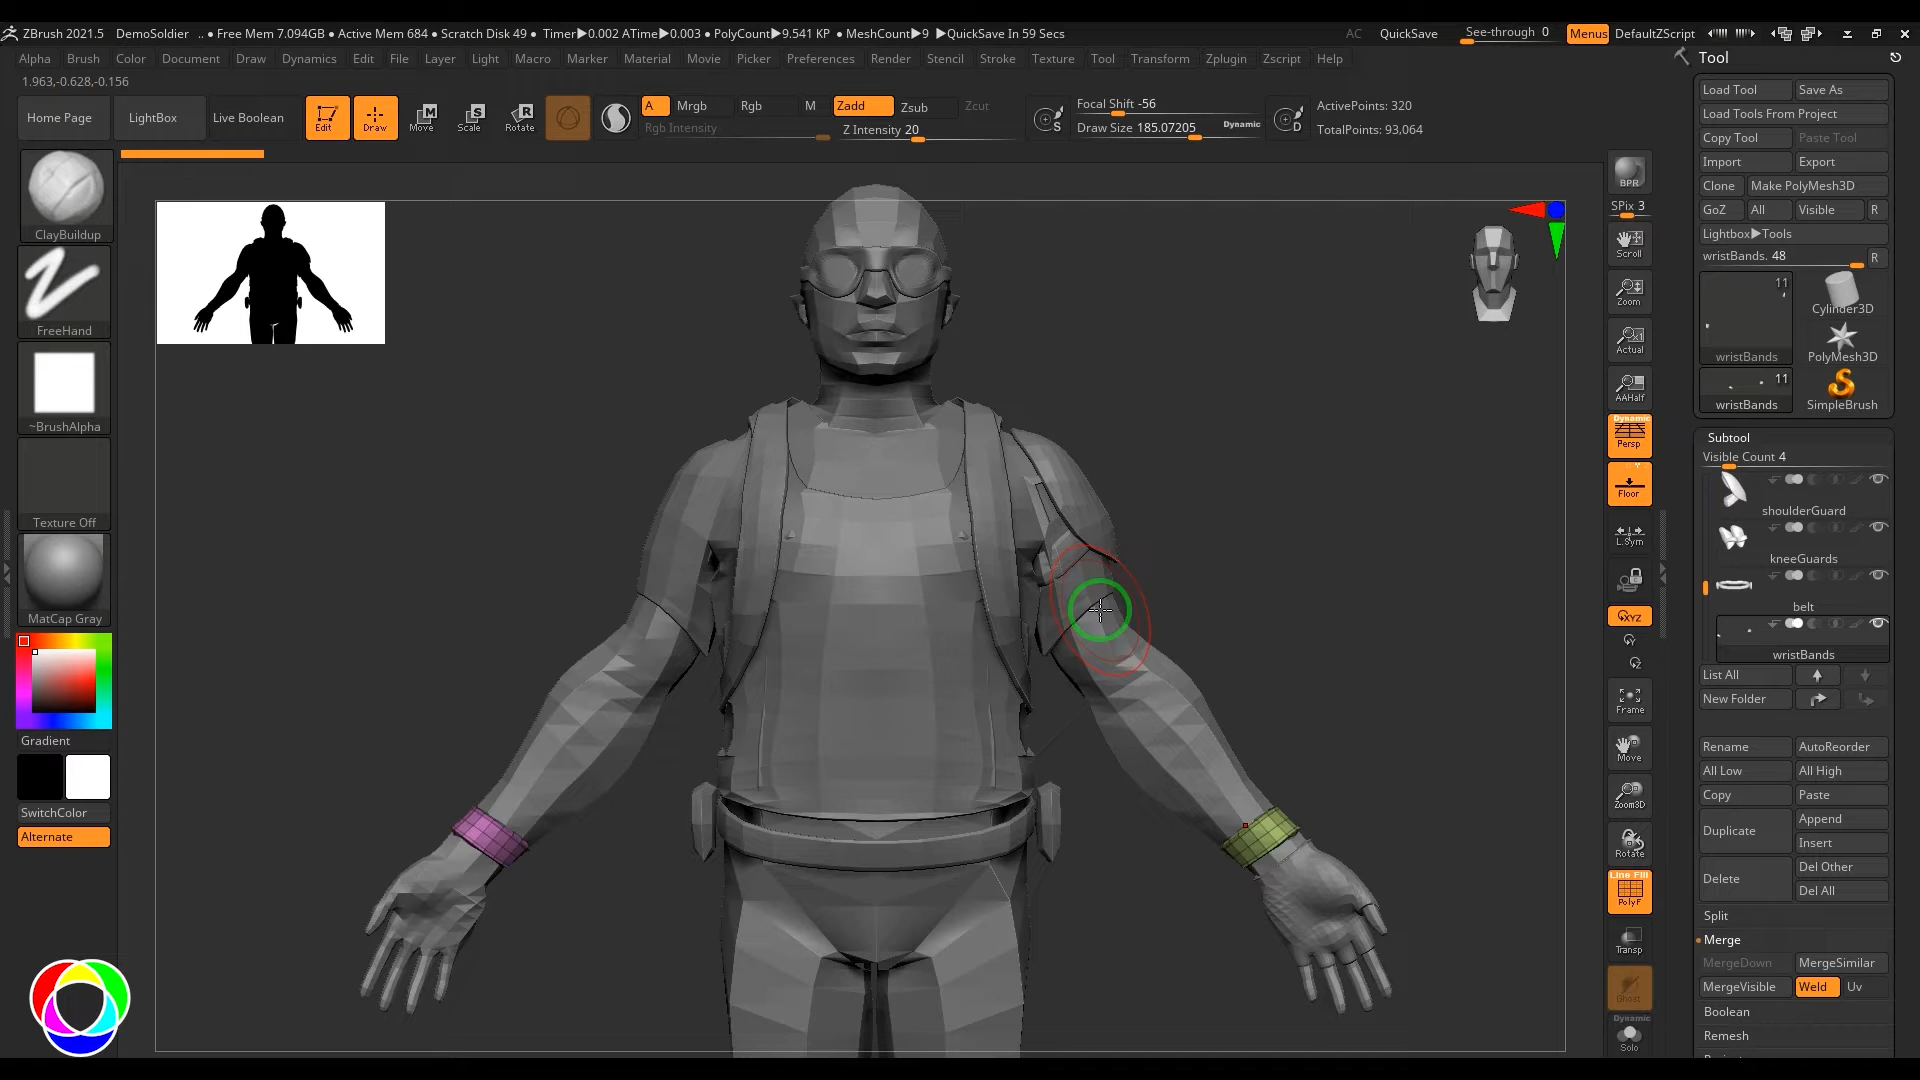 ZBrush 2021.5 DemoSoldier .. ● Free Mem 7.094GB ● Active Mem 684 ● Scratch Disk 49 ● Timer▶0.002 ATime▶0.003 ● PolyCount▶9.541 KP ● MeshCount▶9 ▶QuickSave In 59 Secs AC QuickSave See-through 0 Menus DefaultZScript
Alpha Brush Color Document Draw Dynamics Edit File Layer Light Macro Marker Material Movie Picker Preferences Render Stencil Stroke Texture Tool Transform Zplugin Zscript Help
1.963,-0.628,-0.156
Home Page LightBox Live Boolean Edit Draw Move Scale Rotate
A Mrgb Rgb M Zadd Zsub Zcut
Rgb Intensity Z Intensity 20
S Focal Shift -56
Draw Size 185.07205 Dynamic D
ActivePoints: 320
TotalPoints: 93,064
ClayBuildup
FreeHand
~BrushAlpha
Texture Off
MatCap Gray
Gradient
SwitchColor
Alternate
BPR
SPix 3
Scroll
Zoom
Actual
AAHalf
Dynamic
Persp
Floor
L.Sym
XYZ
Y
Z
Frame
Move
Zoom3D
Rotate
Line Fill
PolyF
Transp
Ghost
Dynamic
Solo
Tool
Load Tool Save As
Load Tools From Project
Copy Tool Paste Tool
Import Export
Clone Make PolyMesh3D
GoZ All Visible R
Lightbox▶Tools
wristBands. 48 R
11
Cylinder3D
wristBands PolyMesh3D
11
wristBands SimpleBrush
Subtool
Visible Count 4
shoulderGuard
kneeGuards
belt
wristBands
List All
New Folder
Rename AutoReorder
All Low All High
Copy Paste
Duplicate Append
Insert
Delete Del Other
Del All
Split
Merge
MergeDown MergeSimilar
MergeVisible Weld Uv
Boolean
Remesh